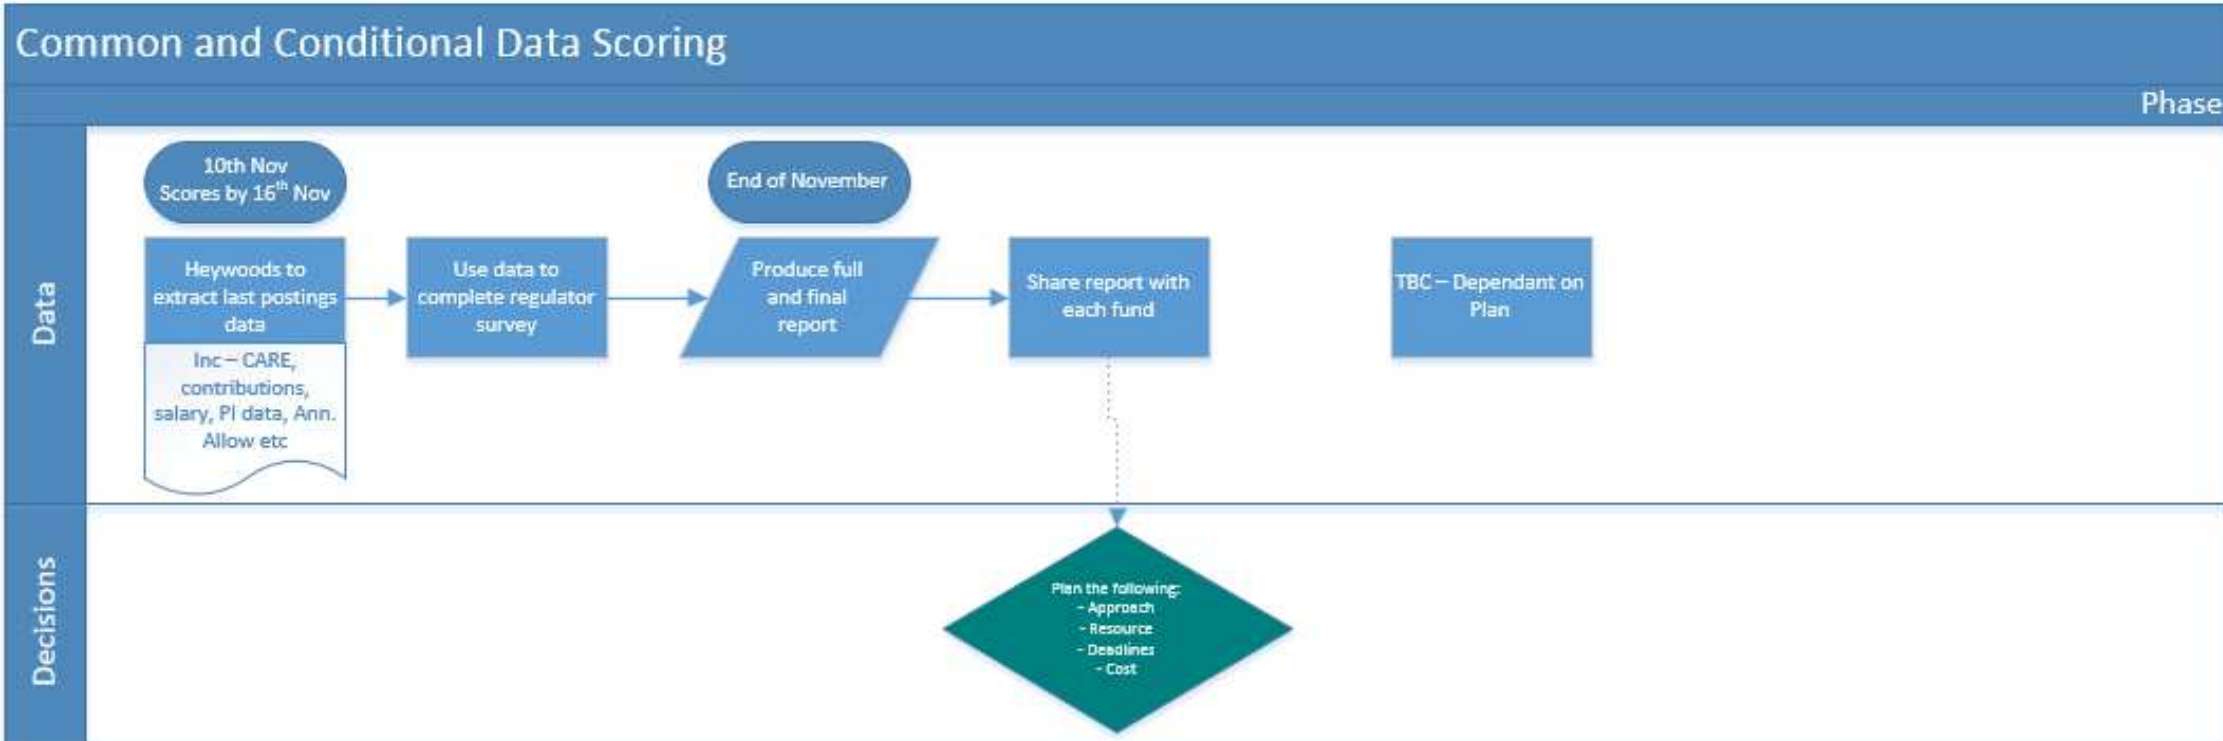 Common and Conditional Data Scoring
Phase
Data
10th Nov
Scores by 16th Nov
End of November
Heywoods to
extract last postings
data
Use data to
complete regulator
survey
Produce full
and final
report
Share report with
each fund
TBC – Dependant on
Plan
Inc – CARE,
contributions,
salary, PI data, Ann.
Allow etc
Decisions
Plan the following:
- Approach
- Resource
- Deadlines
- Cost